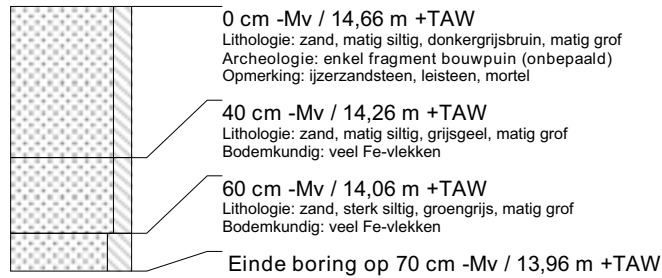 0 cm -Mv / 14,66 m +TAW
Lithologie: zand, matig siltig, donkergrijsbruin, matig grof
Archeologie: enkel fragment bouwpuin (onbepaald)
Opmerking: ijzerzandsteen, leisteen, mortel
40 cm -Mv / 14,26 m +TAW
Lithologie: zand, matig siltig, grijsgeel, matig grof
Bodemkundig: veel Fe-vlekken
60 cm -Mv / 14,06 m +TAW
Lithologie: zand, sterk siltig, groengrijs, matig grof
Bodemkundig: veel Fe-vlekken
Einde boring op 70 cm -Mv / 13,96 m +TAW